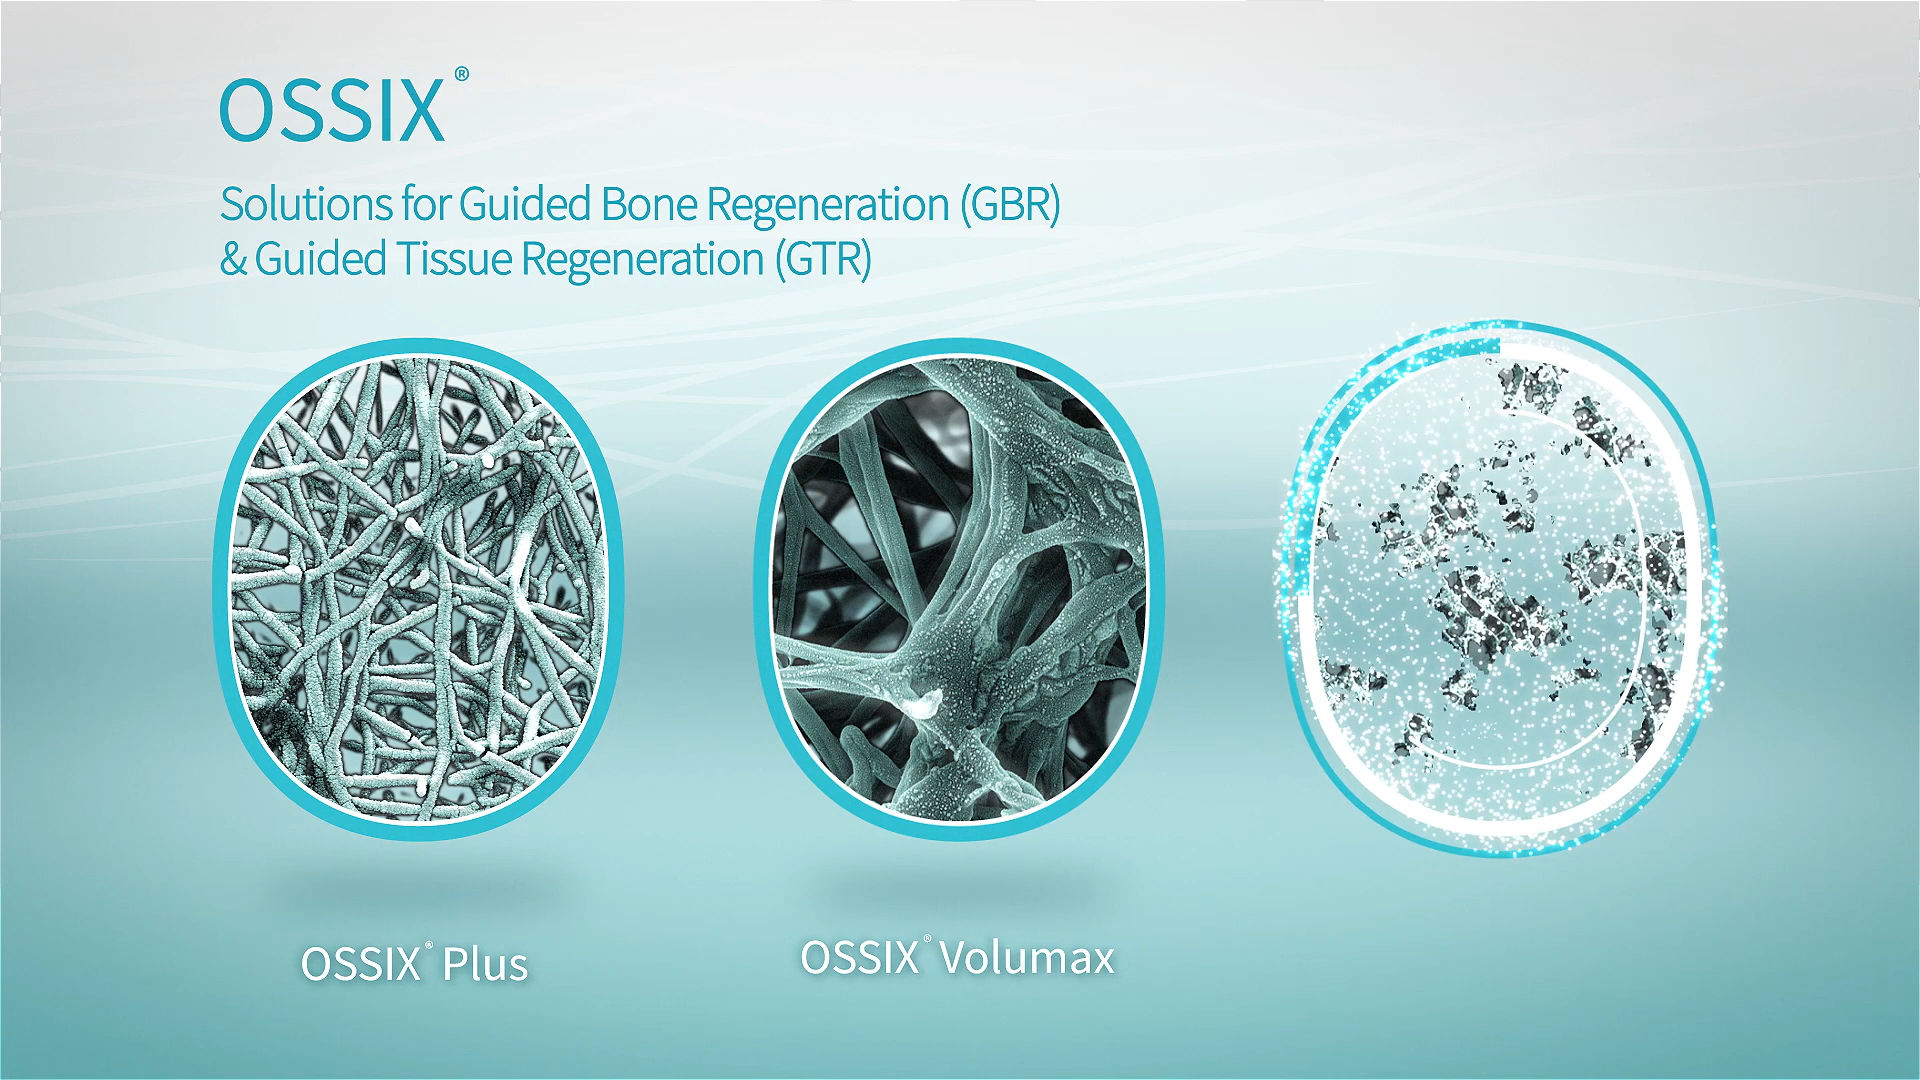 OSSIX®
Solutions for Guided Bone Regeneration (GBR)
& Guided Tissue Regeneration (GTR)
OSSIX® Plus
OSSIX® Volumax